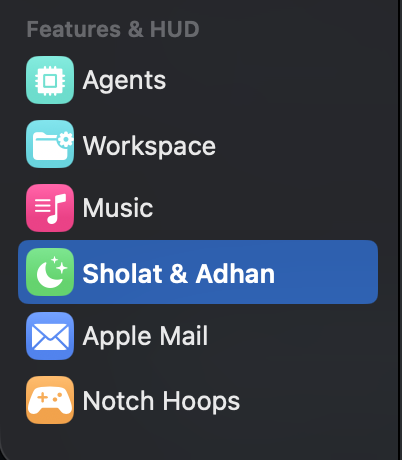 Features & HUD
Agents
Workspace
Music
Sholat & Adhan
Apple Mail
Notch Hoops